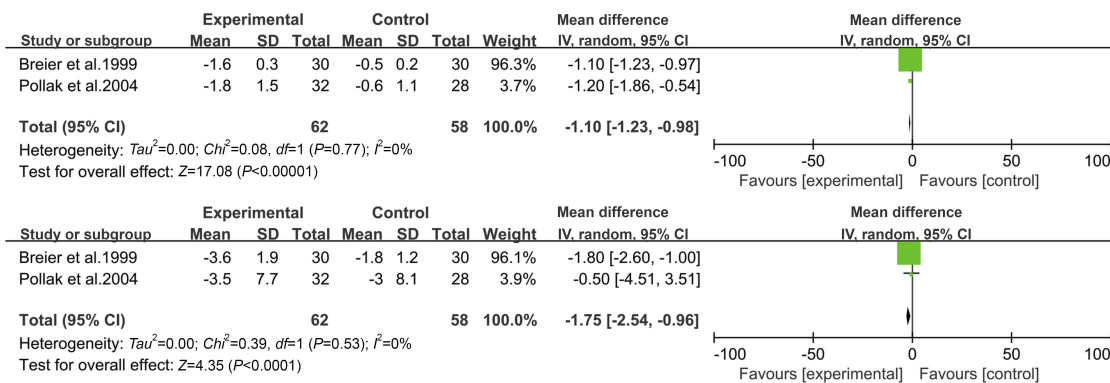 Experimental Control Mean difference Mean difference
Study or subgroup Mean SD Total Mean SD Total Weight IV, random, 95% CI IV, random, 95% CI
Breier et al.1999 -1.6 0.3 30 -0.5 0.2 30 96.3% -1.10 [-1.23, -0.97]
Pollak et al.2004 -1.8 1.5 32 -0.6 1.1 28 3.7% -1.20 [-1.86, -0.54]
Total (95% CI) 62 58 100.0% -1.10 [-1.23, -0.98]
Heterogeneity: Tau²=0.00; Chi²=0.08, df=1 (P=0.77); I²=0%
Test for overall effect: Z=17.08 (P<0.00001)
-100 -50 0 50 100
Favours [experimental] Favours [control]
Experimental Control Mean difference Mean difference
Study or subgroup Mean SD Total Mean SD Total Weight IV, random, 95% CI IV, random, 95% CI
Breier et al.1999 -3.6 1.9 30 -1.8 1.2 30 96.1% -1.80 [-2.60, -1.00]
Pollak et al.2004 -3.5 7.7 32 -3 8.1 28 3.9% -0.50 [-4.51, 3.51]
Total (95% CI) 62 58 100.0% -1.75 [-2.54, -0.96]
Heterogeneity: Tau²=0.00; Chi²=0.39, df=1 (P=0.53); I²=0%
Test for overall effect: Z=4.35 (P<0.0001)
-100 -50 0 50 100
Favours [experimental] Favours [control]